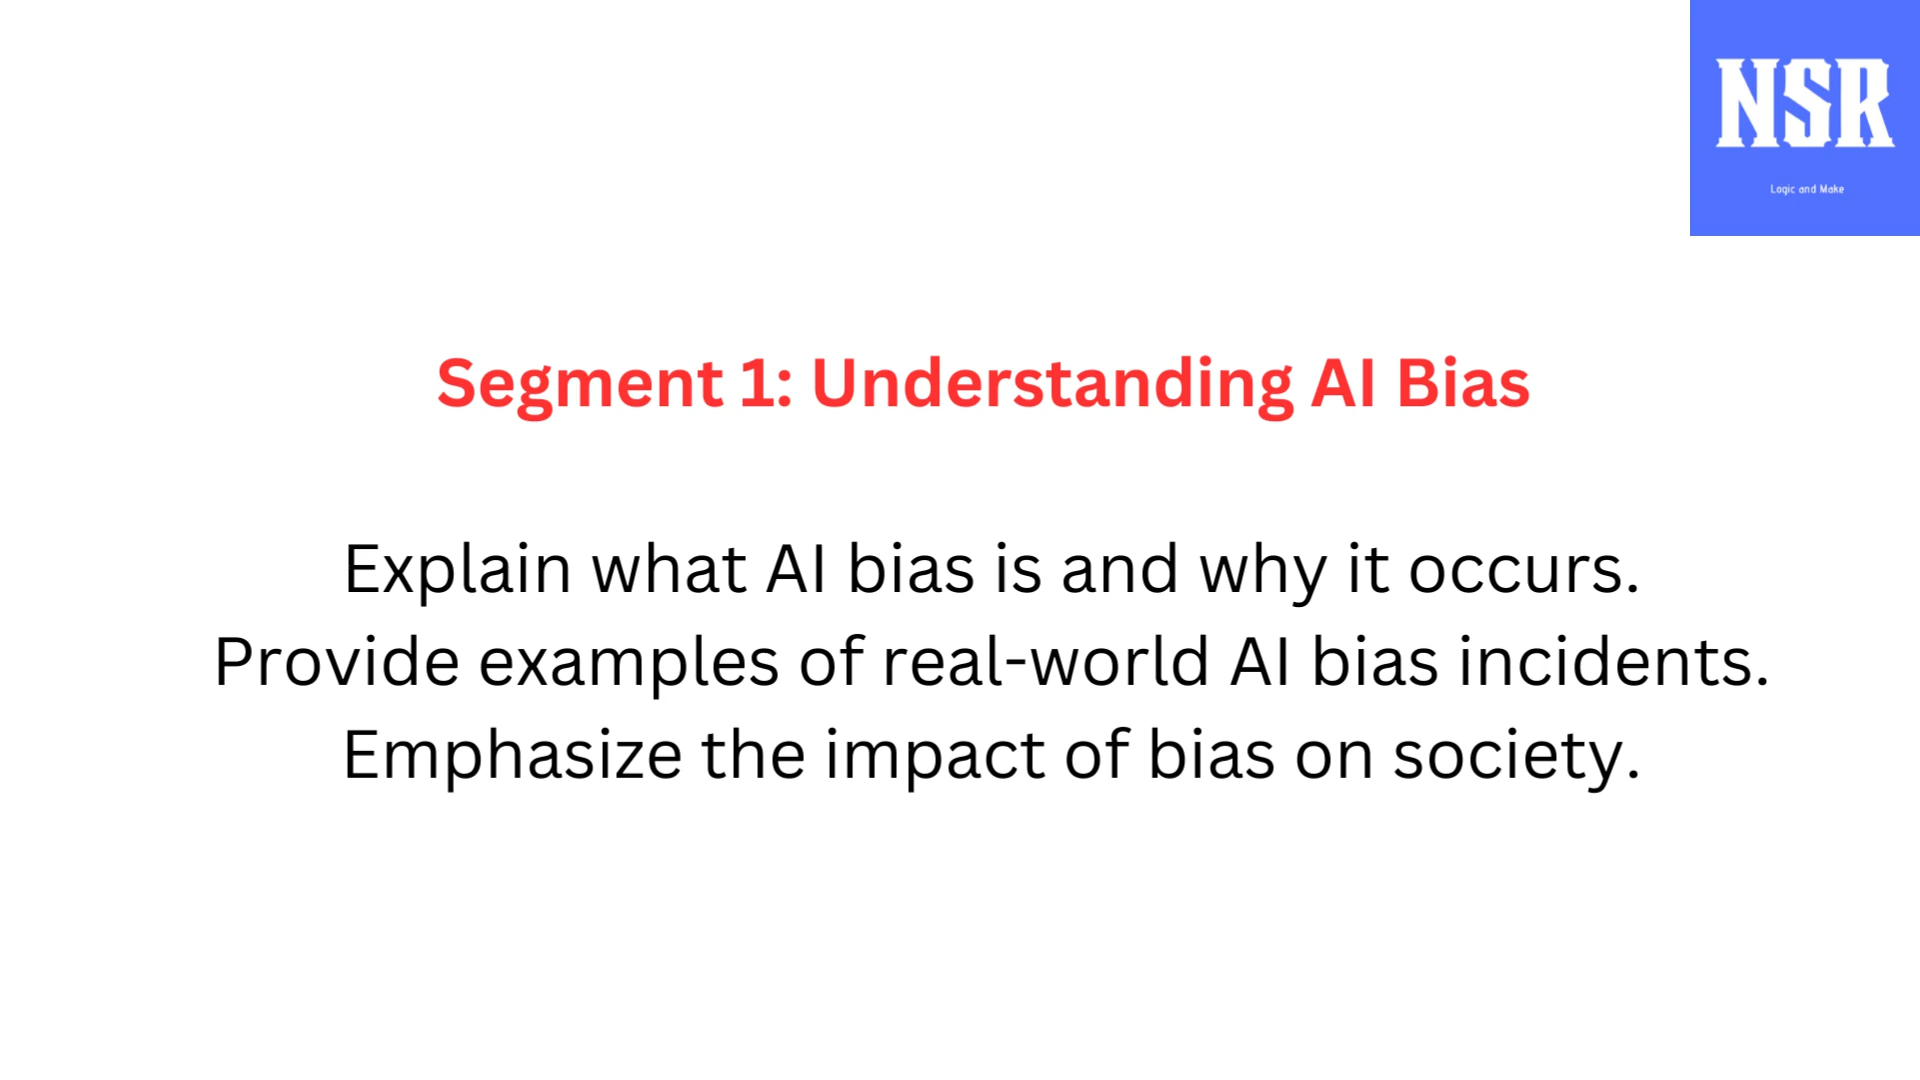 NSR
Logic and Make
Segment 1: Understanding AI Bias
Explain what AI bias is and why it occurs.
Provide examples of real-world AI bias incidents.
Emphasize the impact of bias on society.